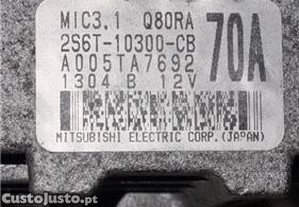 MIC3.1 Q80RA
2S6T-10300-CB
A005TA7692
70A
1304 B 12V
MITSUBISHI ELECTRIC CORP.(JAPAN)
CustoJusto.pt